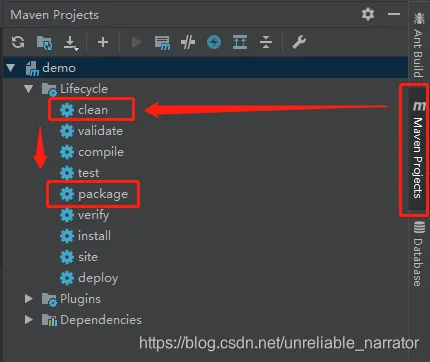 Maven Projects
demo
Lifecycle
clean
validate
compile
test
package
verify
install
site
deploy
Plugins
Dependencies
Ant Build
m Maven Projects
Database
https://blog.csdn.net/unreliable_narrator